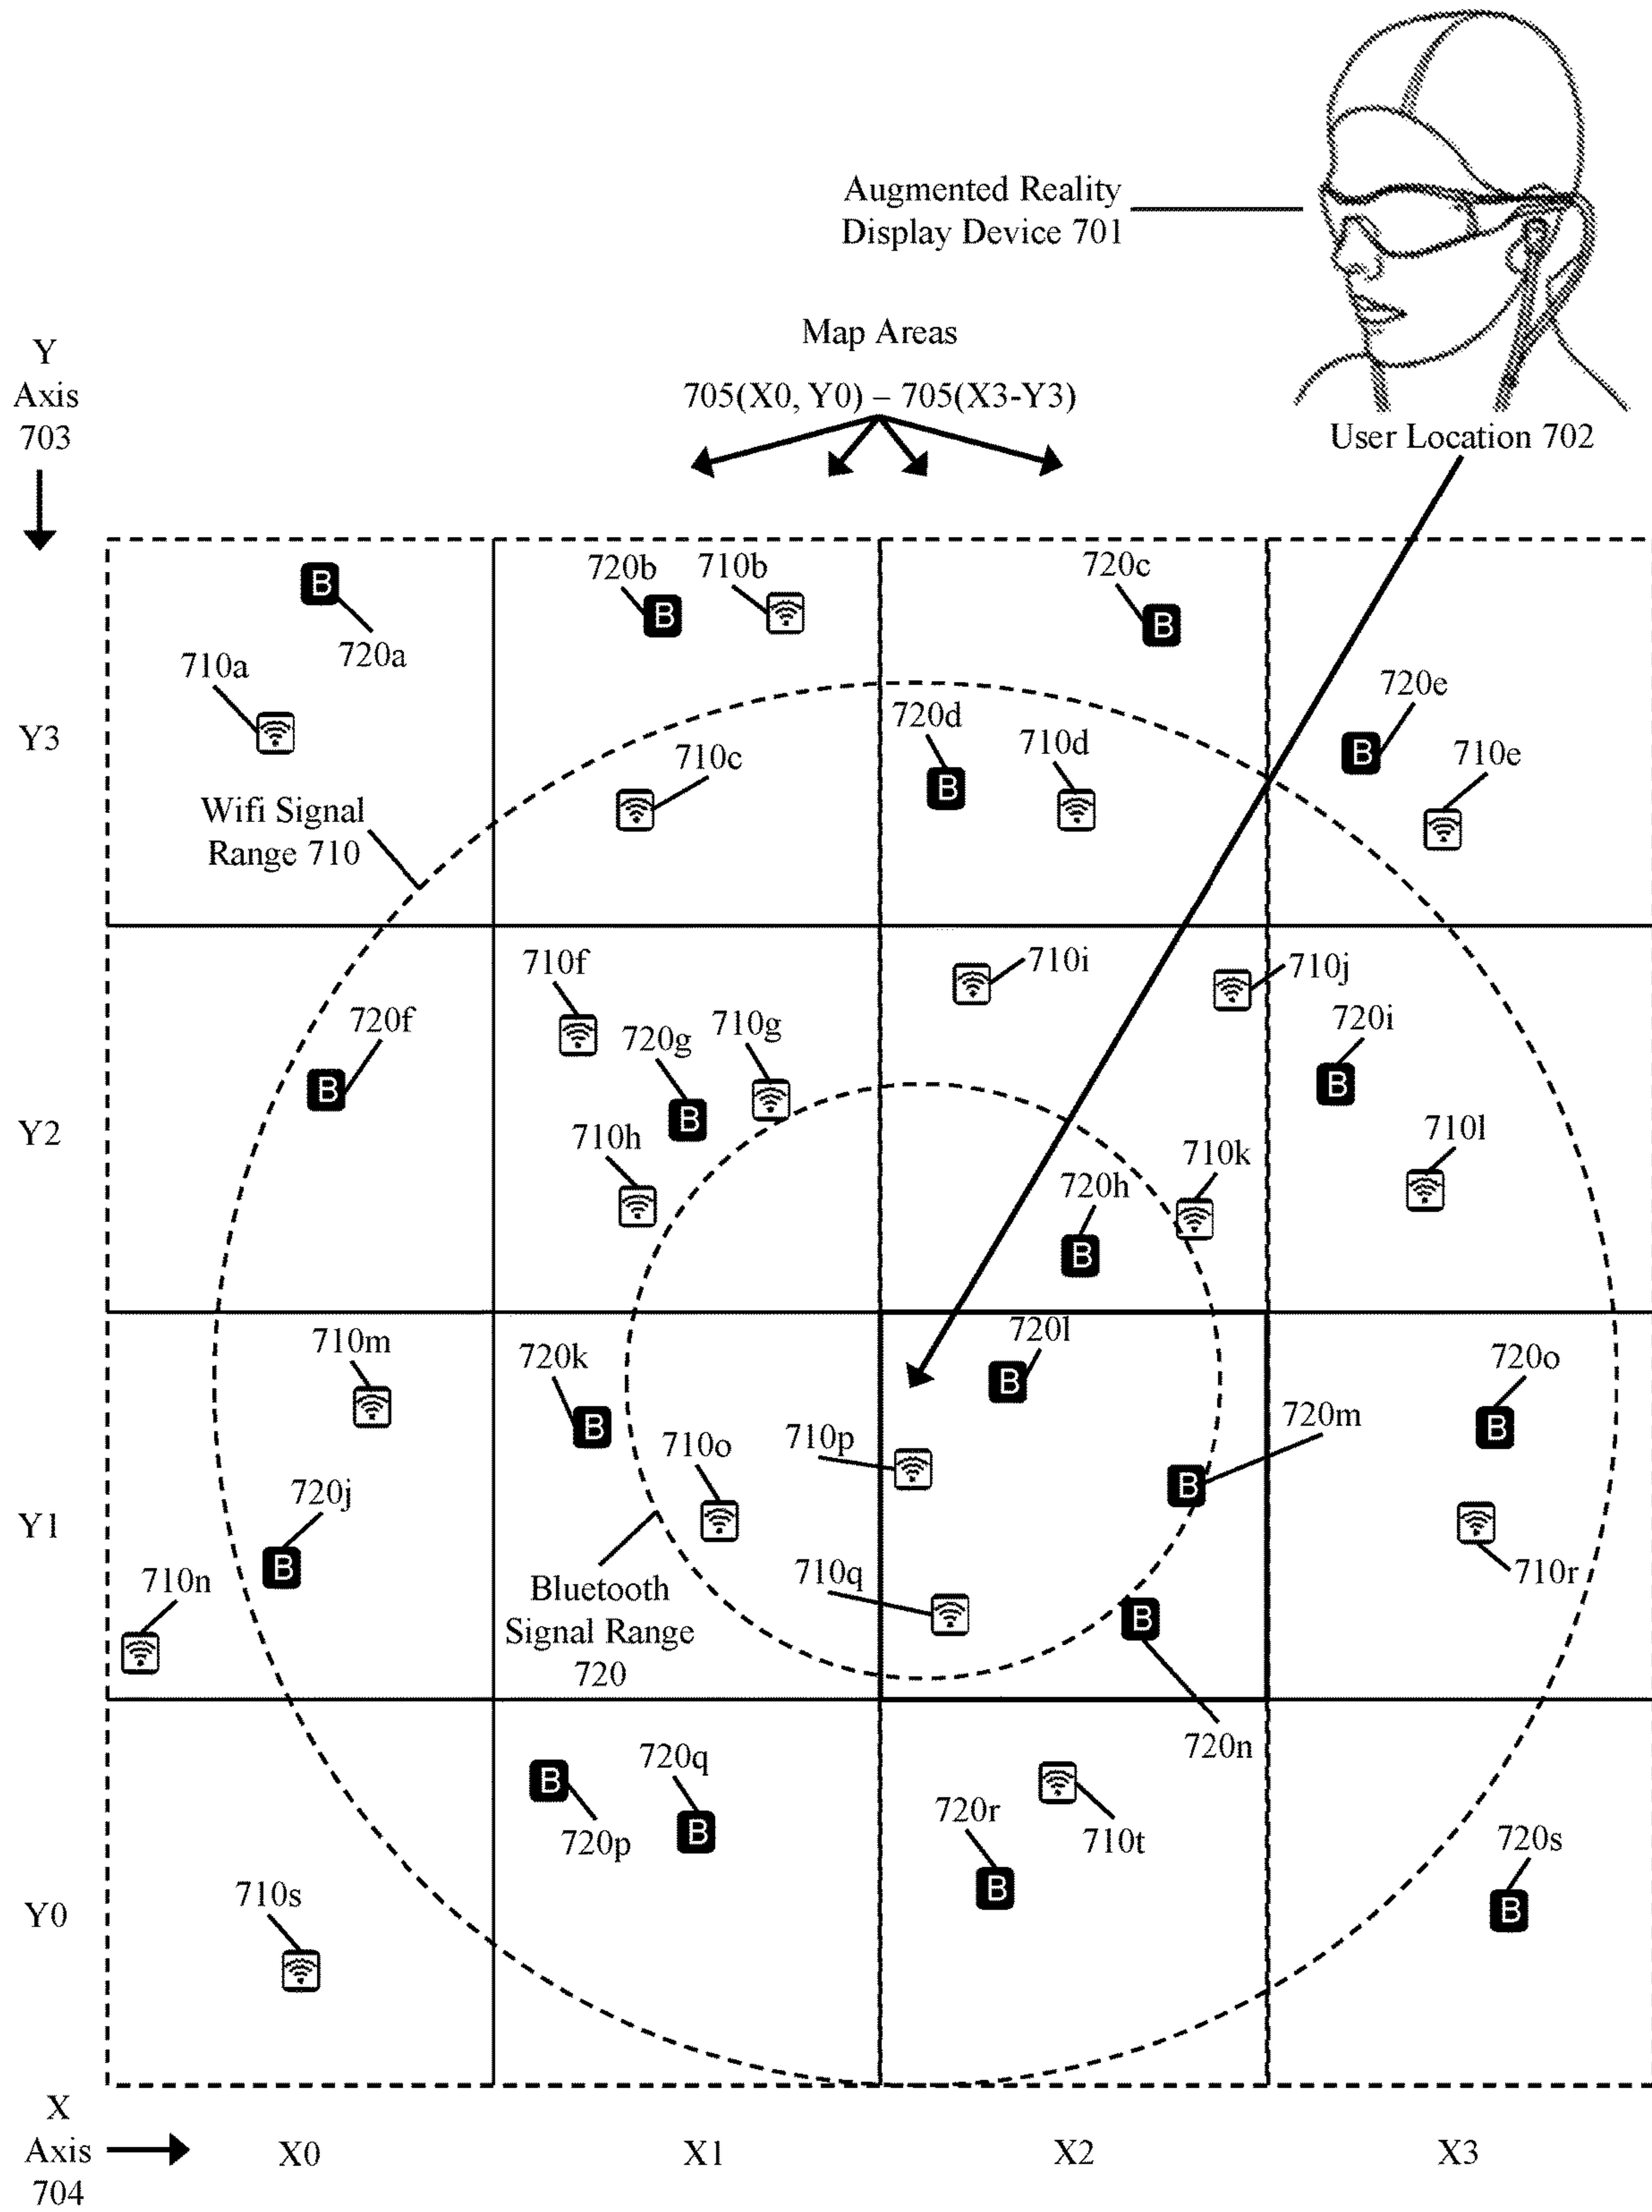 Augmented Reality
Display Device 701
Map Areas
705(X0, Y0) – 705(X3-Y3)
User Location 702
Y
Axis
703
720b
710b
720c
B
B
B
B
720a
710a
720e
Y3
720d
710d
710e
710c
B
B
Wifi Signal
Range 710
710f
710i
710j
720f
720g
710g
720i
B
B
B
Y2
710h
710k
710l
720h
B
710m
720k
720l
720o
B
B
B
720m
710o
710p
B
720j
Y1
B
710n
710q
710r
Bluetooth
Signal Range
720
B
720n
720q
B
B
720p
720r
710t
720s
B
B
Y0
710s
X
Axis
704
X0
X1
X2
X3